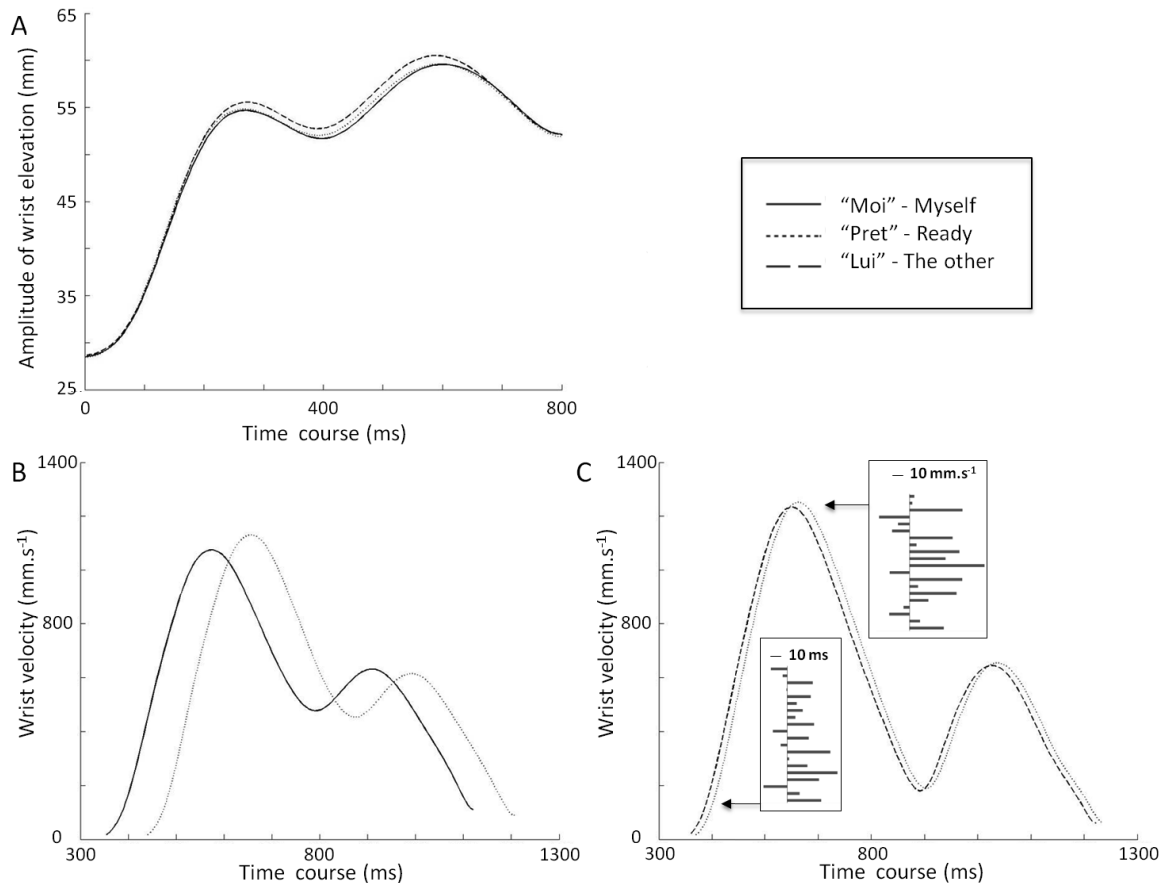 A
65
55
45
35
25
Amplitude of wrist elevation (mm)
0
400
800
Time course (ms)
“Moi” - Myself
“Pret” - Ready
“Lui” - The other
B
1400
800
0
Wrist velocity (mm.s⁻¹)
300
800
1300
Time course (ms)
C
1400
800
0
Wrist velocity (mm.s⁻¹)
300
800
1300
Time course (ms)
— 10 mm.s⁻¹
— 10 ms